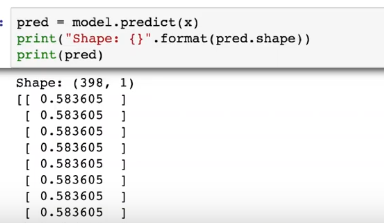 pred = model.predict(x)
print("Shape: {}".format(pred.shape))
print(pred)
Shape: (398, 1)
[[ 0.583605  ]
 [ 0.583605  ]
 [ 0.583605  ]
 [ 0.583605  ]
 [ 0.583605  ]
 [ 0.583605  ]
 [ 0.583605  ]
 [ 0.583605  ]